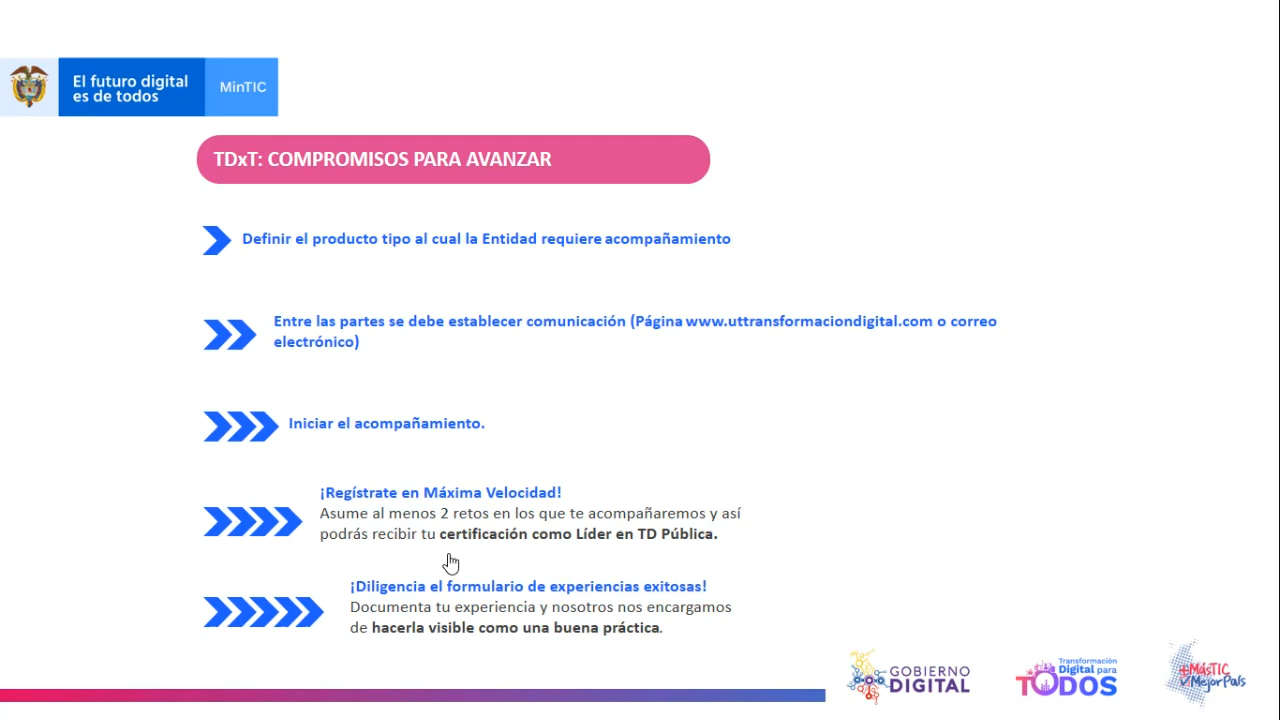 El futuro digital
es de todos
MinTIC
TDxT: COMPROMISOS PARA AVANZAR
Definir el producto tipo al cual la Entidad requiere acompañamiento
Entre las partes se debe establecer comunicación (Página www.uttransformaciondigital.com o correo
electrónico)
Iniciar el acompañamiento.
¡Regístrate en Máxima Velocidad!
Asume al menos 2 retos en los que te acompañaremos y así
podrás recibir tu certificación como Líder en TD Pública.
¡Diligencia el formulario de experiencias exitosas!
Documenta tu experiencia y nosotros nos encargamos
de hacerla visible como una buena práctica.
GOBIERNO
DIGITAL
Transformación
Digital para
TODOS
+MásTIC
✓MejorPaís